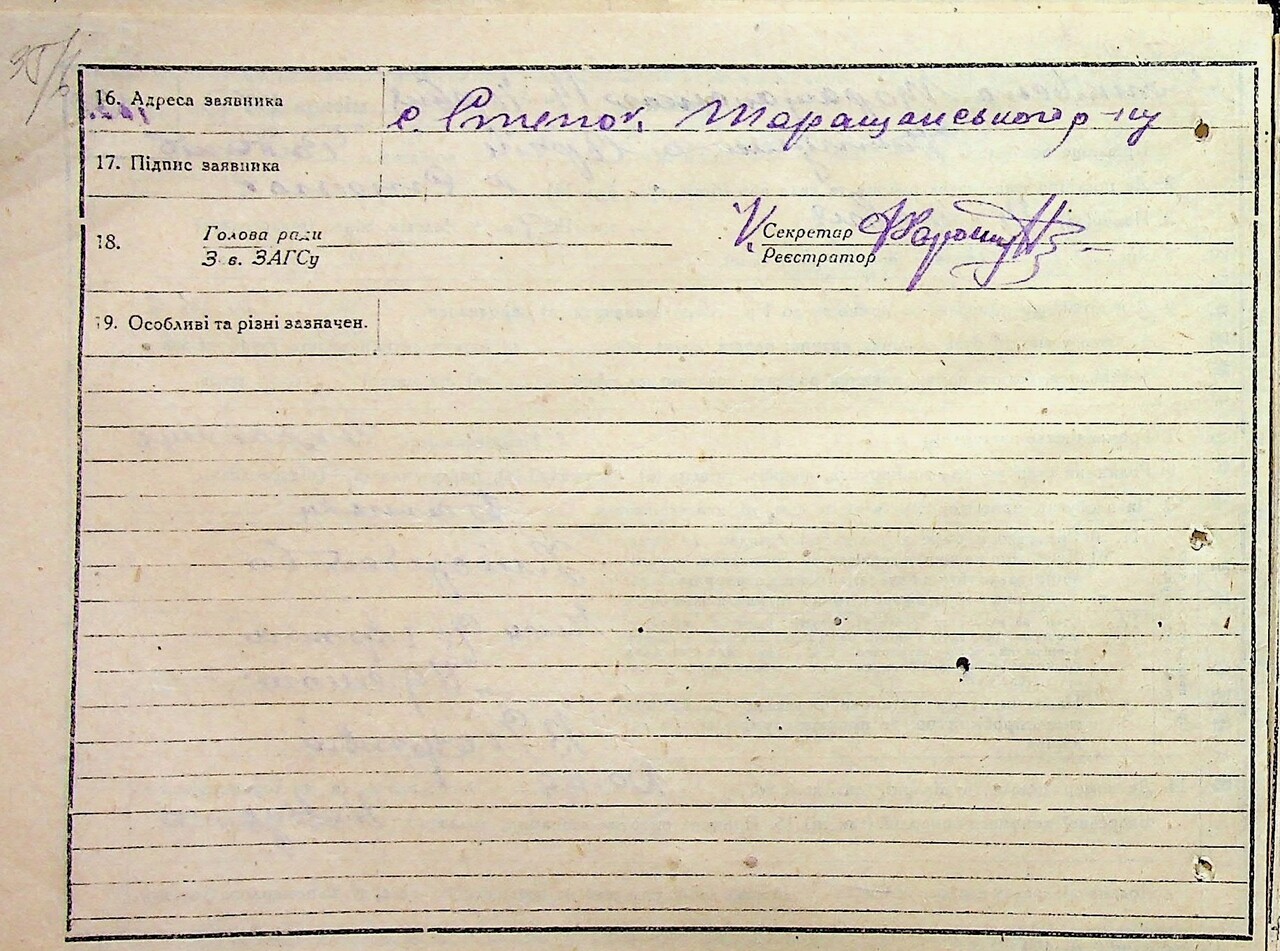 16. Адреса заявника с. Степок Таращанського р-ну
17. Підпис заявника
18. Голова ради Секретар
З в. ЗАГСу Реєстратор
19. Особливі та різні зазначен.